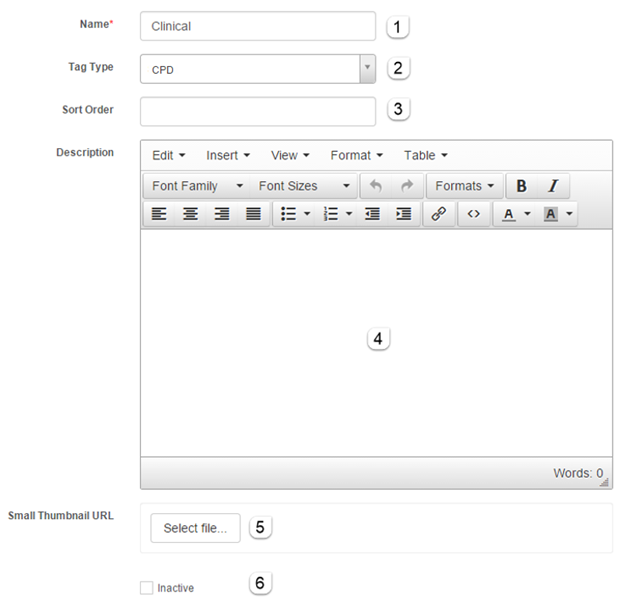 Name* Clinical 1
Tag Type CPD 2
Sort Order 3
Description Edit Insert View Format Table
Font Family Font Sizes Formats B I
A A
4
Words: 0
Small Thumbnail URL Select file... 5
Inactive 6